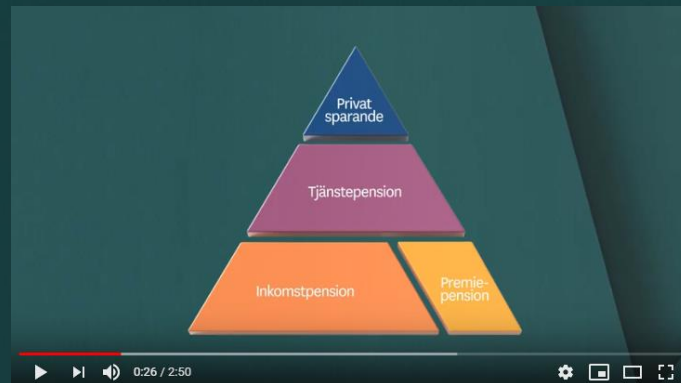 Privat
sparande
Tjänstepension
Inkomstpension
Premie-
pension
0:26 / 2:50